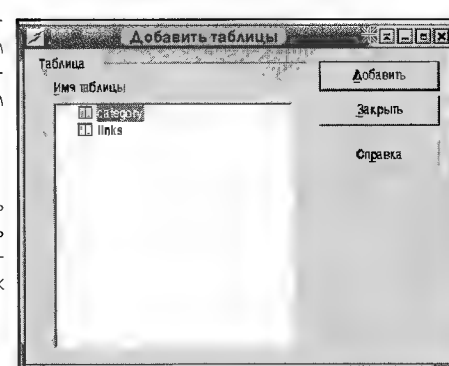 Добавить таблицы
Таблица
Имя таблицы
category
links
Добавить
Закрыть
Справка